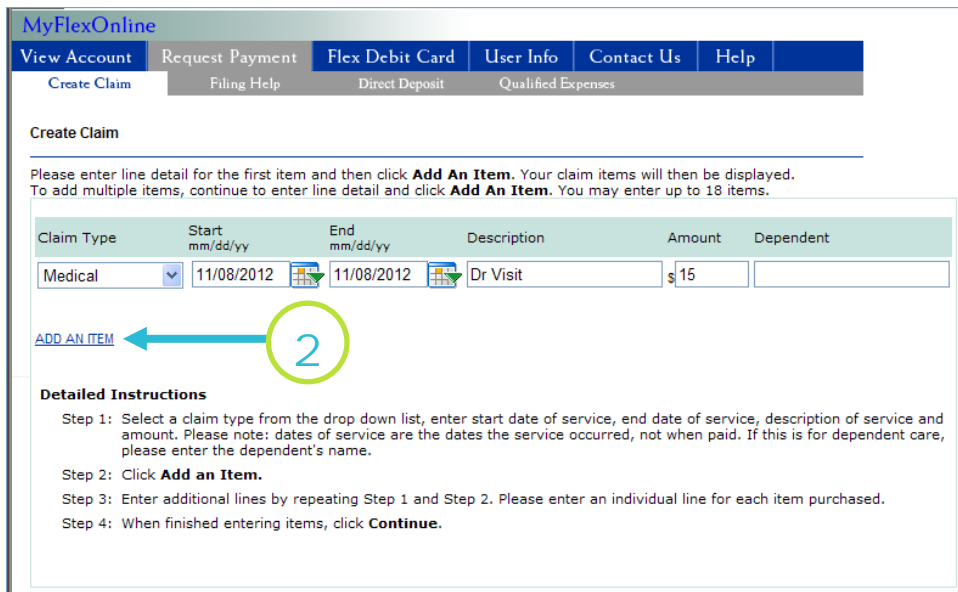 MyFlexOnline
View Account Request Payment Flex Debit Card User Info Contact Us Help
Create Claim Filing Help Direct Deposit Qualified Expenses
Create Claim
Please enter line detail for the first item and then click Add An Item. Your claim items will then be displayed.
To add multiple items, continue to enter line detail and click Add An Item. You may enter up to 18 items.
Claim Type Start mm/dd/yy End mm/dd/yy Description Amount Dependent
Medical 11/08/2012 11/08/2012 Dr Visit $ 15
ADD AN ITEM 2
Detailed Instructions
Step 1: Select a claim type from the drop down list, enter start date of service, end date of service, description of service and
amount. Please note: dates of service are the dates the service occurred, not when paid. If this is for dependent care,
please enter the dependent's name.
Step 2: Click Add an Item.
Step 3: Enter additional lines by repeating Step 1 and Step 2. Please enter an individual line for each item purchased.
Step 4: When finished entering items, click Continue.